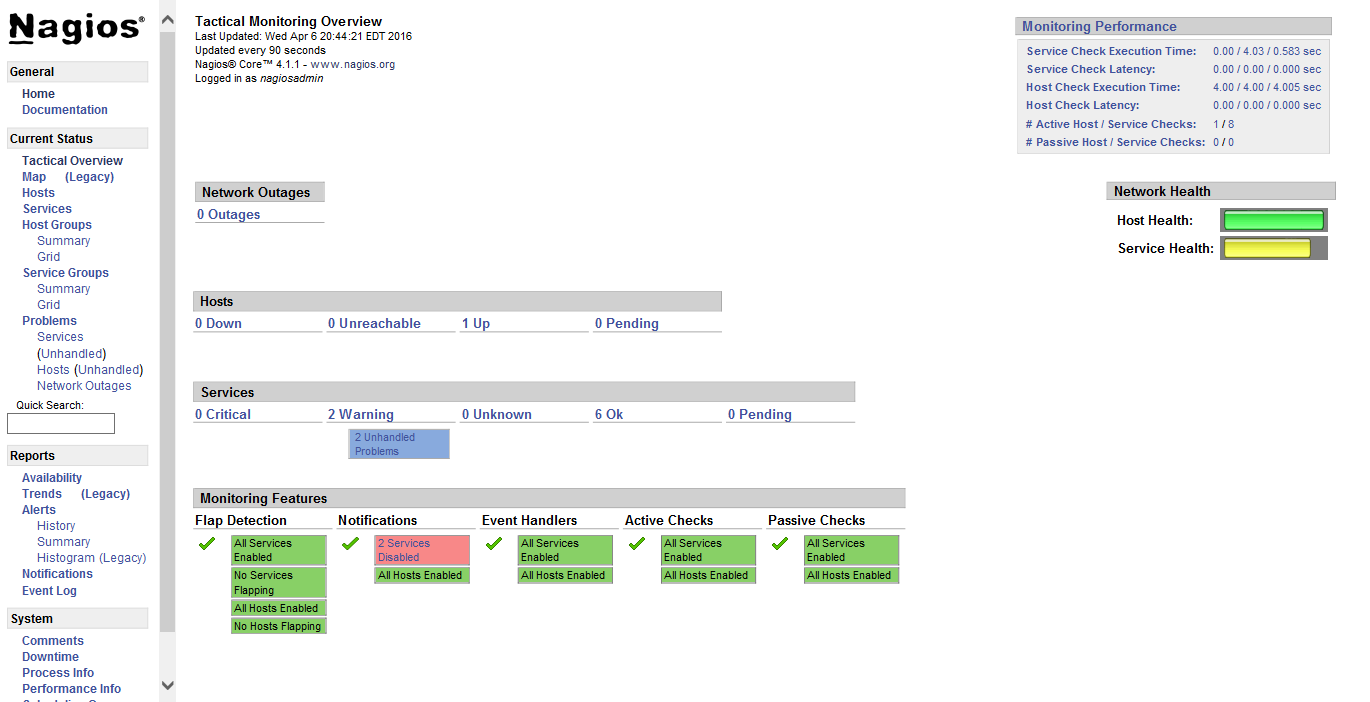 Nagios®
General
Home
Documentation
Current Status
Tactical Overview
Map (Legacy)
Hosts
Services
Host Groups
Summary
Grid
Service Groups
Summary
Grid
Problems
Services
(Unhandled)
Hosts (Unhandled)
Network Outages
Quick Search:
Reports
Availability
Trends (Legacy)
Alerts
History
Summary
Histogram (Legacy)
Notifications
Event Log
System
Comments
Downtime
Process Info
Performance Info
Tactical Monitoring Overview
Last Updated: Wed Apr 6 20:44:21 EDT 2016
Updated every 90 seconds
Nagios® Core™ 4.1.1 - www.nagios.org
Logged in as nagiosadmin
Monitoring Performance
Service Check Execution Time: 0.00 / 4.03 / 0.583 sec
Service Check Latency: 0.00 / 0.00 / 0.000 sec
Host Check Execution Time: 4.00 / 4.00 / 4.005 sec
Host Check Latency: 0.00 / 0.00 / 0.000 sec
# Active Host / Service Checks: 1 / 8
# Passive Host / Service Checks: 0 / 0
Network Outages
0 Outages
Network Health
Host Health:
Service Health:
Hosts
0 Down 0 Unreachable 1 Up 0 Pending
Services
0 Critical 2 Warning 0 Unknown 6 Ok 0 Pending
2 Unhandled
Problems
Monitoring Features
Flap Detection Notifications Event Handlers Active Checks Passive Checks
All Services
Enabled
No Services
Flapping
All Hosts Enabled
No Hosts Flapping
2 Services
Disabled
All Hosts Enabled
All Services
Enabled
All Hosts Enabled
All Services
Enabled
All Hosts Enabled
All Services
Enabled
All Hosts Enabled